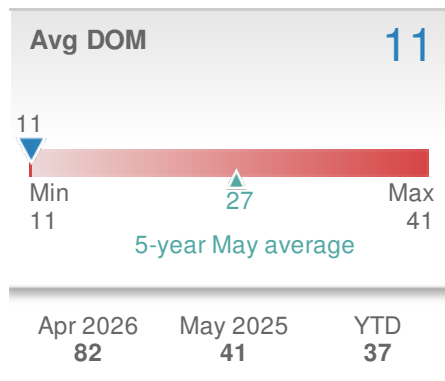 Avg DOM 11
11
Min Max
11 27 41
5-year May average
Apr 2026 May 2025 YTD
82 41 37